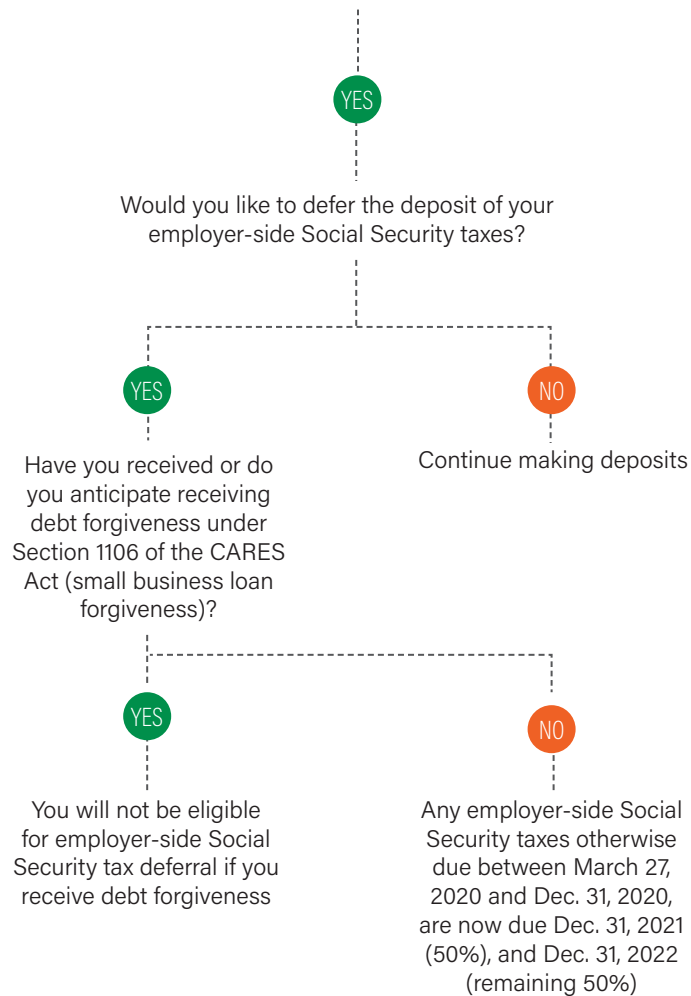 YES
Would you like to defer the deposit of your
employer-side Social Security taxes?
YES
NO
Have you received or do
you anticipate receiving
debt forgiveness under
Section 1106 of the CARES
Act (small business loan
forgiveness)?
Continue making deposits
YES
NO
You will not be eligible
for employer-side Social
Security tax deferral if you
receive debt forgiveness
Any employer-side Social
Security taxes otherwise
due between March 27,
2020 and Dec. 31, 2020,
are now due Dec. 31, 2021
(50%), and Dec. 31, 2022
(remaining 50%)